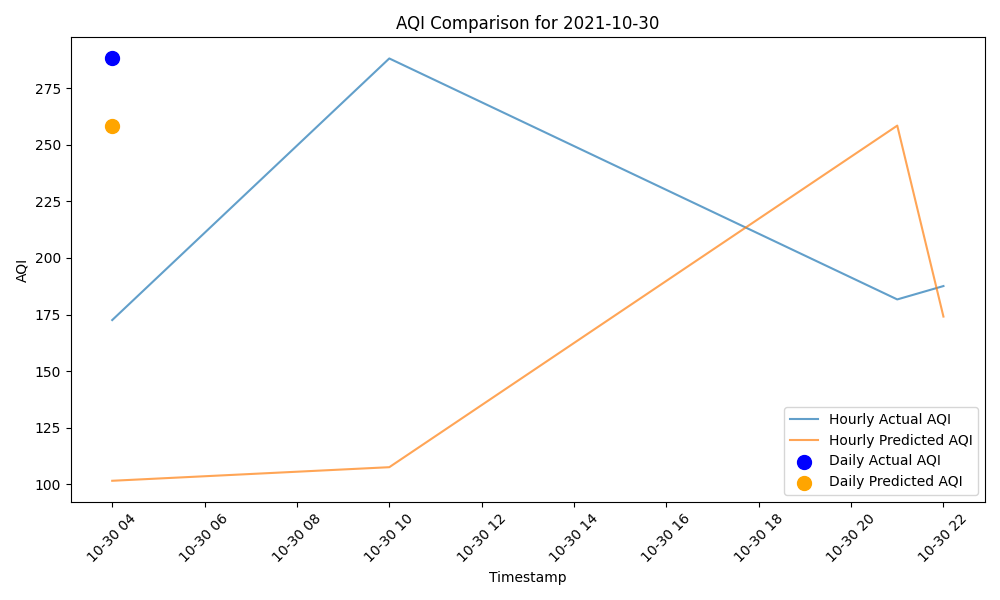 AQI Comparison for 2021-10-30
AQI
275
250
225
200
175
150
125
100
Hourly Actual AQI
Hourly Predicted AQI
Daily Actual AQI
Daily Predicted AQI
10-30 04
10-30 06
10-30 08
10-30 10
10-30 12
10-30 14
10-30 16
10-30 18
10-30 20
10-30 22
Timestamp